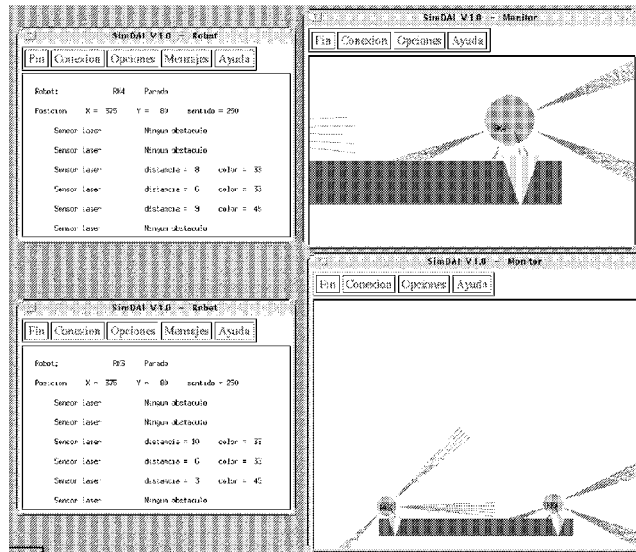 SimDAI V1.0 - Robot
Fin Conexion Opciones Mensajes Ayuda
Robot: Parado
Posicion X = Y = 80 sentido = 290
Sensor laser Ningun obstaculo
Sensor laser Ningun obstaculo
Sensor laser distancia = 8 color = 33
Sensor laser distancia = 6 color = 33
Sensor laser distancia = 9 color = 45
Sensor laser Ningun obstaculo
SimDAI V1.0 - Monitor
Fin Conexion Opciones Ayuda
SimDAI V1.0 - Robot
Fin Conexion Opciones Mensajes Ayuda
Robot: Parado
Posicion X = Y = 80 sentido = 290
Sensor laser Ningun obstaculo
Sensor laser Ningun obstaculo
Sensor laser distancia = 10 color = 33
Sensor laser distancia = 6 color = 33
Sensor laser distancia = 3 color = 45
Sensor laser Ningun obstaculo
SimDAI V1.0 - Monitor
Fin Conexion Opciones Ayuda